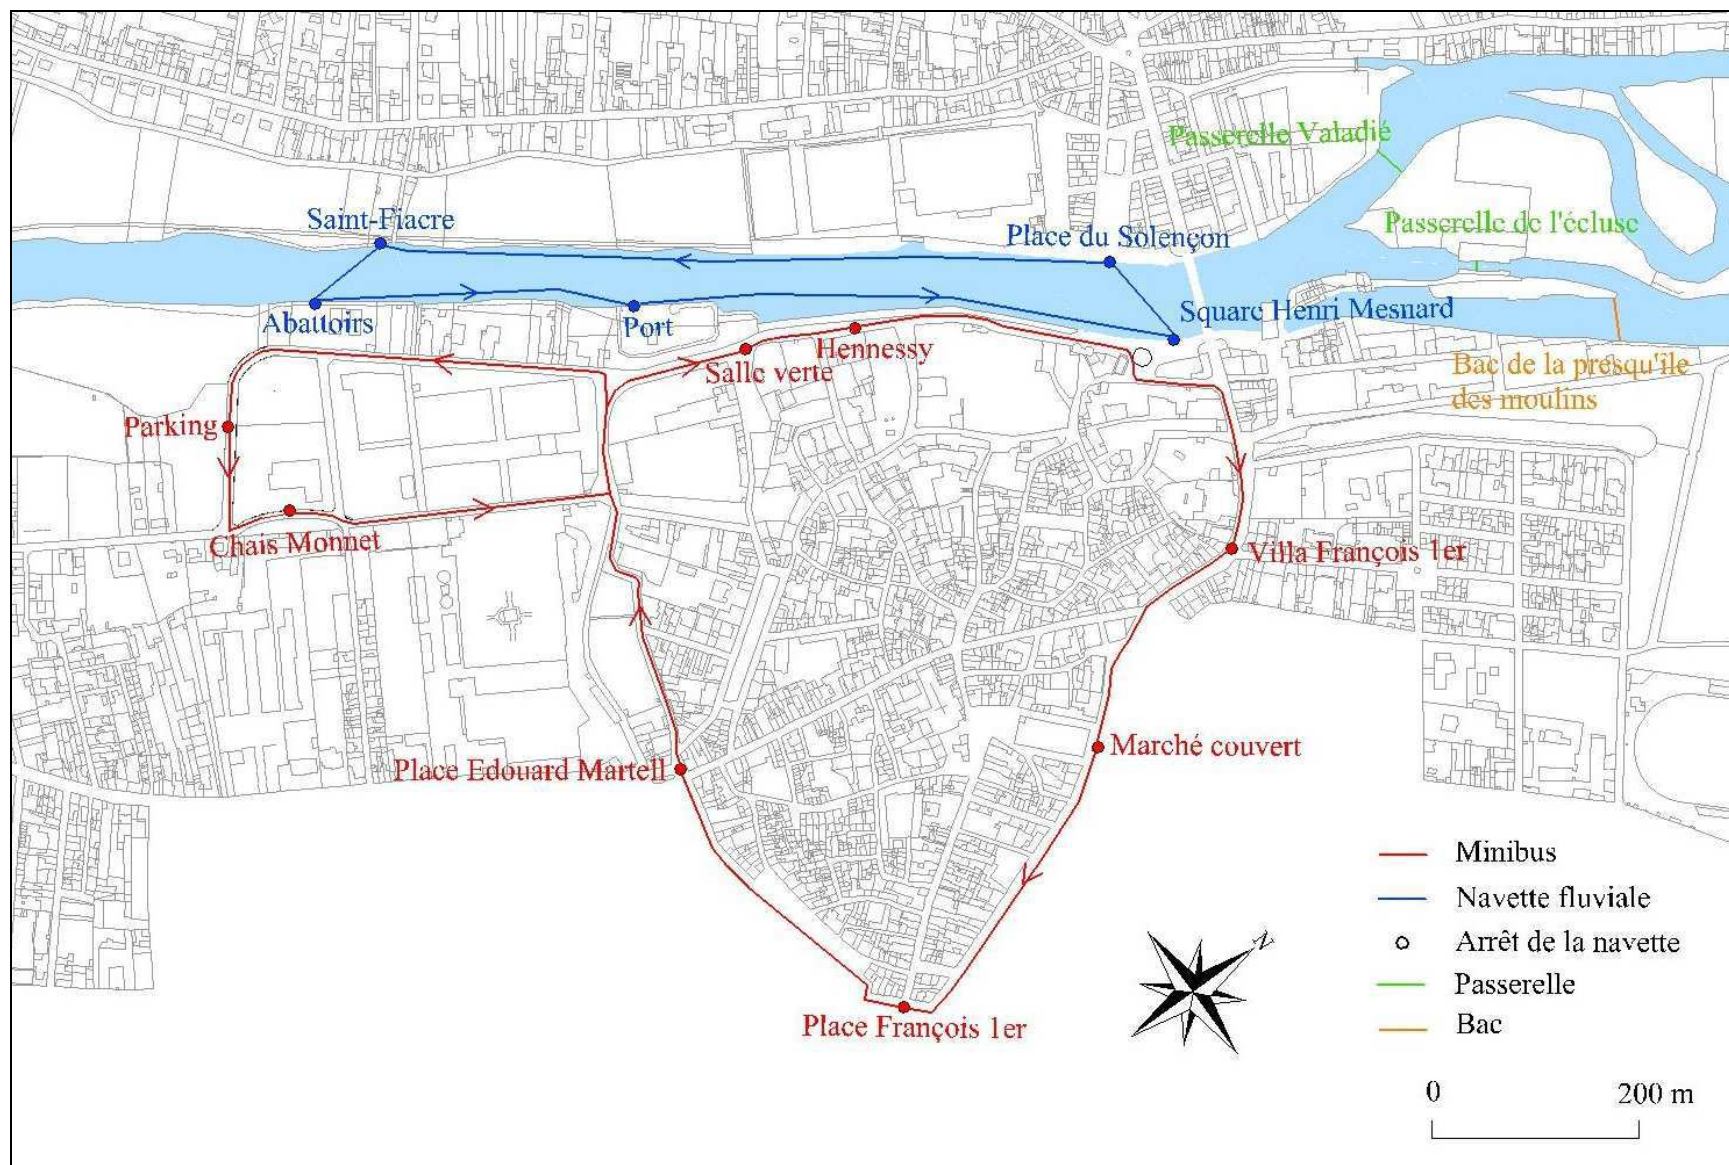 Passerelle Valadié
Saint-Fiacre
Place du Solençon
Passerelle de l'écluse
Abattoirs
Port
Square Henri Mesnard
Hennessy
Salle verte
Bac de la presqu'île
des moulins
Parking
Chais Monnet
Villa François 1er
Marché couvert
Place Edouard Martell
Place François 1er
N
Minibus
Navette fluviale
Arrêt de la navette
Passerelle
Bac
0 200 m